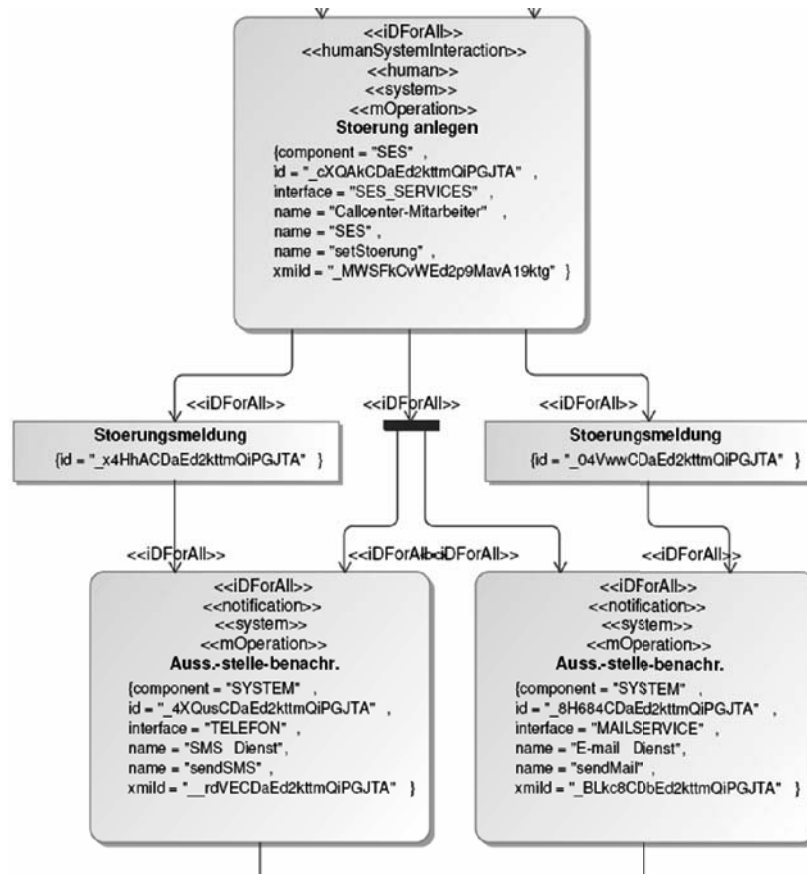 <<iDForAll>>
<<humanSystemInteraction>>
<<human>>
<<system>>
<<mOperation>>
Stoerung anlegen
{component = "SES" ,
id = "_cXQAkCDaEd2kttmQiPGJTA" ,
interface = "SES_SERVICES" ,
name = "Callcenter-Mitarbeiter" ,
name = "SES" ,
name = "setStoerung" ,
xmiId = "_MWSFkCvWEd2p9MavA19ktg" }
<<iDForAll>>
<<iDForAll>>
<<iDForAll>>
Stoerungsmeldung
{id = "_x4HhACDaEd2kttmQiPGJTA" }
Stoerungsmeldung
{id = "_04VwwCDaEd2kttmQiPGJTA" }
<<iDForAll>>
<<iDForAll>>
<<iDForAll>>
<<iDForAll>>
<<iDForAll>>
<<notification>>
<<system>>
<<mOperation>>
Auss.-stelle-benachr.
{component = "SYSTEM" ,
id = "_4XQusCDaEd2kttmQiPGJTA" ,
interface = "TELEFON" ,
name = "SMS Dienst",
name = "sendSMS" ,
xmiId = "__rdVECDaEd2kttmQiPGJTA" }
<<iDForAll>>
<<notification>>
<<system>>
<<mOperation>>
Auss.-stelle-benachr.
{component = "SYSTEM" ,
id = "_8H684CDaEd2kttmQiPGJTA" ,
interface = "MAILSERVICE" ,
name = "E-mail Dienst",
name = "sendMail" ,
xmiId = "_BLkc8CDbEd2kttmQiPGJTA" }